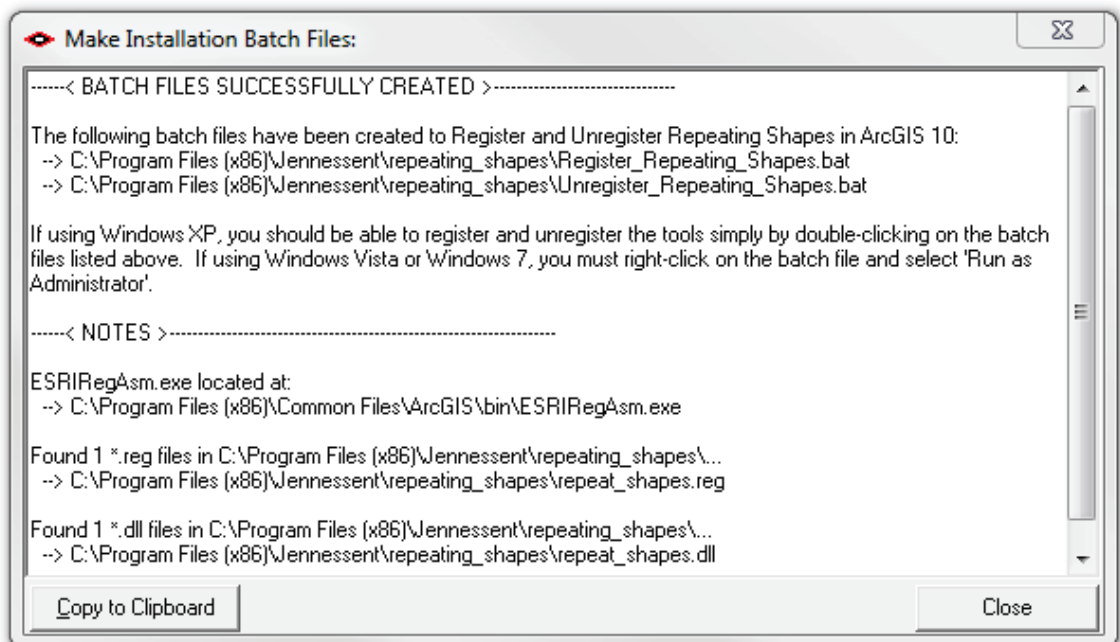 Make Installation Batch Files:
------< BATCH FILES SUCCESSFULLY CREATED >--------------------------------
The following batch files have been created to Register and Unregister Repeating Shapes in ArcGIS 10:
--> C:\Program Files (x86)\Jennessent\repeating_shapes\Register_Repeating_Shapes.bat
--> C:\Program Files (x86)\Jennessent\repeating_shapes\Unregister_Repeating_Shapes.bat
If using Windows XP, you should be able to register and unregister the tools simply by double-clicking on the batch
files listed above.  If using Windows Vista or Windows 7, you must right-click on the batch file and select 'Run as
Administrator'.
------< NOTES >--------------------------------------------------------------------
ESRIRegAsm.exe located at:
--> C:\Program Files (x86)\Common Files\ArcGIS\bin\ESRIRegAsm.exe
Found 1 *.reg files in C:\Program Files (x86)\Jennessent\repeating_shapes\...
--> C:\Program Files (x86)\Jennessent\repeating_shapes\repeat_shapes.reg
Found 1 *.dll files in C:\Program Files (x86)\Jennessent\repeating_shapes\...
--> C:\Program Files (x86)\Jennessent\repeating_shapes\repeat_shapes.dll
Copy to Clipboard
Close